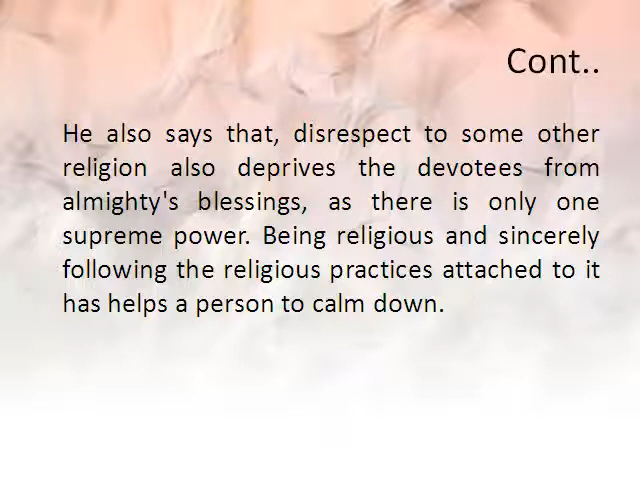 Cont..
He also says that, disrespect to some other
religion also deprives the devotees from
almighty's blessings, as there is only one
supreme power. Being religious and sincerely
following the religious practices attached to it
has helps a person to calm down.